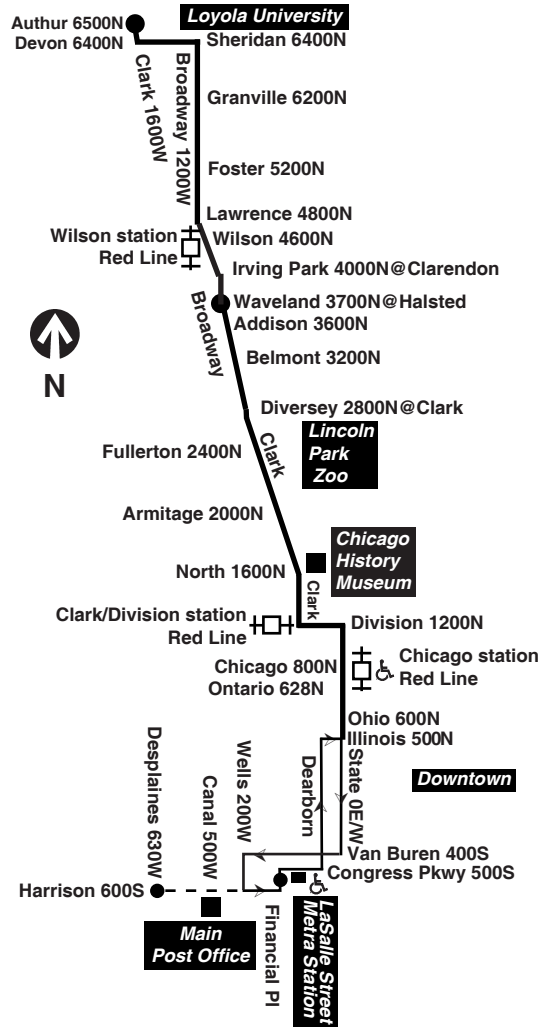 Authur 6500N
Loyola University
Devon 6400N
Sheridan 6400N
Clark 1600W
Broadway 1200W
Granville 6200N
Foster 5200N
Lawrence 4800N
Wilson station
Red Line
Wilson 4600N
Irving Park 4000N@Clarendon
Broadway
Waveland 3700N@Halsted
Addison 3600N
N
Belmont 3200N
Diversey 2800N@Clark
Clark
Lincoln
Park
Zoo
Fullerton 2400N
Armitage 2000N
Chicago
History
Museum
North 1600N
Clark
Clark/Division station
Red Line
Division 1200N
Chicago 800N
Ontario 628N
Chicago station
Red Line
Ohio 600N
Illinois 500N
Desplaines 630W
Canal 500W
Wells 200W
Dearborn
State 0E/W
Downtown
Van Buren 400S
Congress Pkwy 500S
Harrison 600S
Main
Post Office
Financial Pl
LaSalle Street
Metra Station